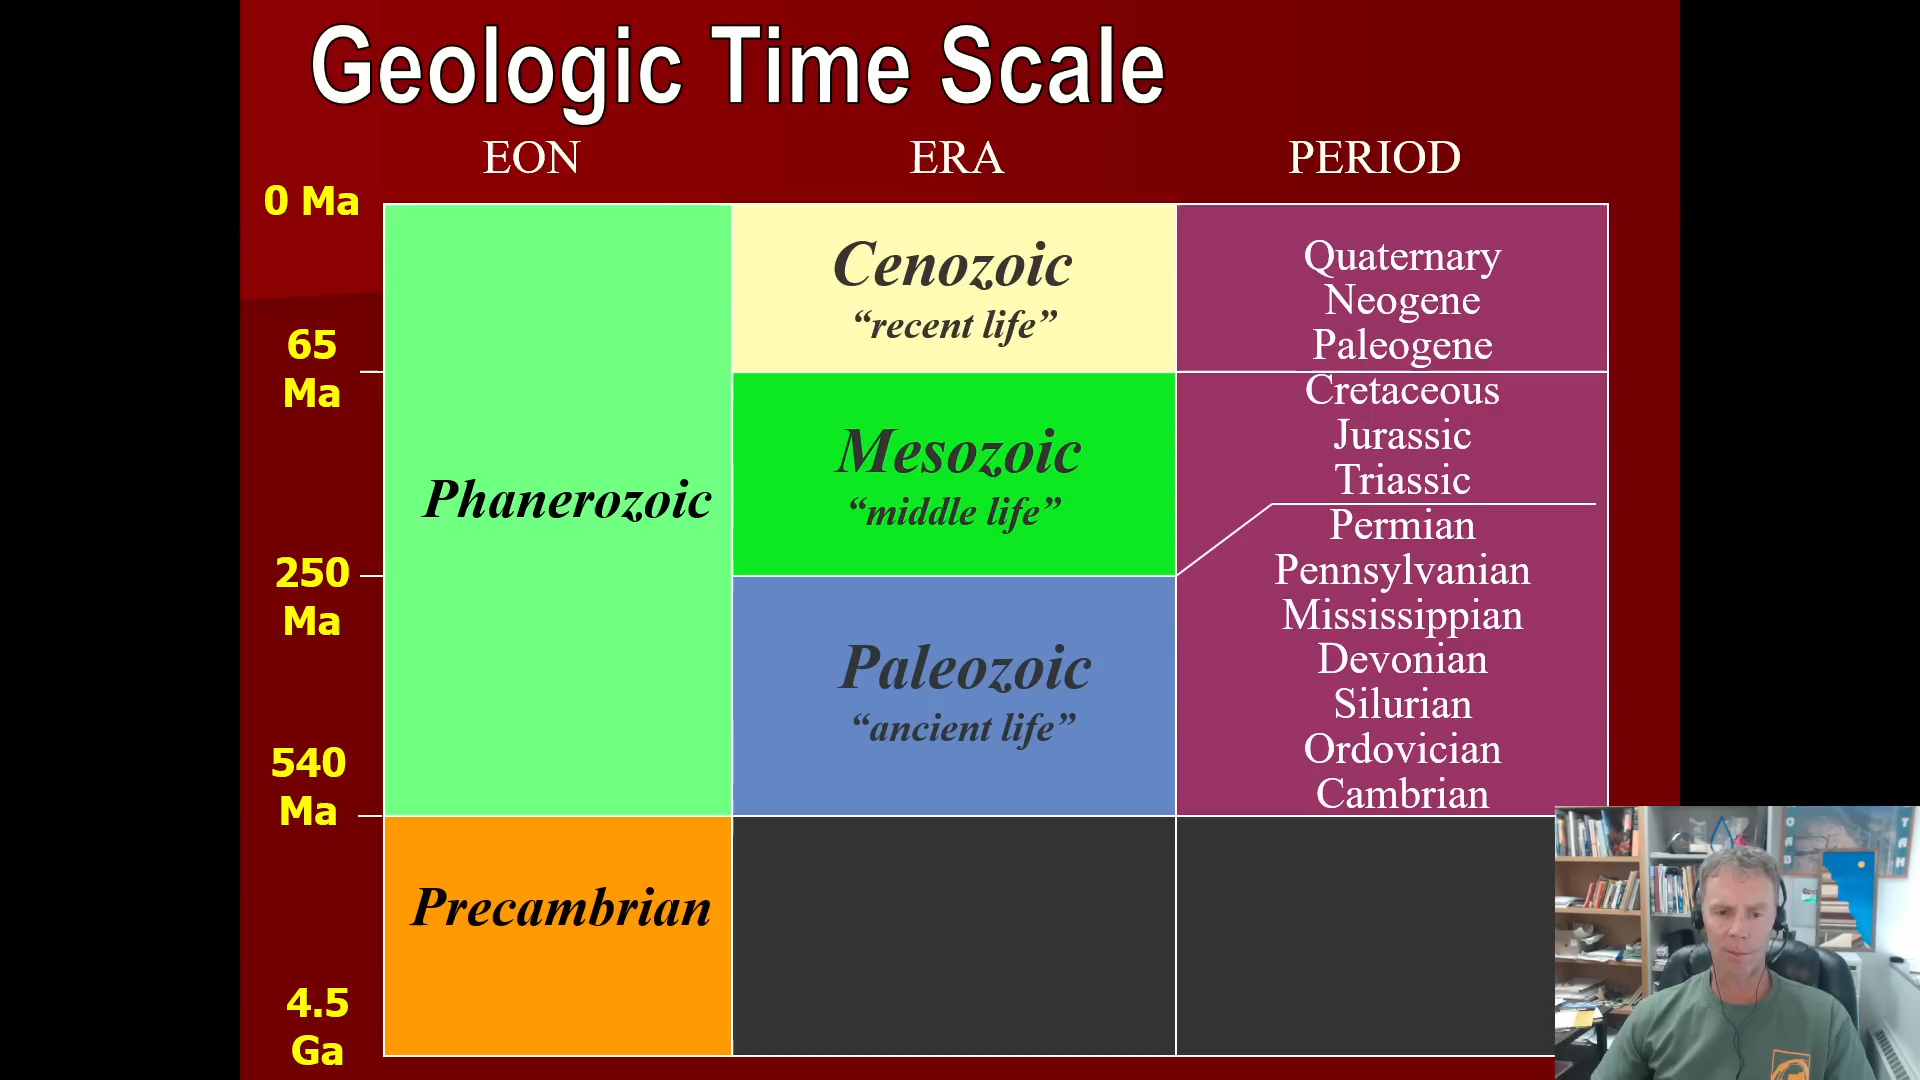 Geologic Time Scale
EON
ERA
PERIOD
0 Ma
65
Ma
250
Ma
540
Ma
4.5
Ga
Phanerozoic
Precambrian
Cenozoic
“recent life”
Mesozoic
“middle life”
Paleozoic
“ancient life”
Quaternary
Neogene
Paleogene
Cretaceous
Jurassic
Triassic
Permian
Pennsylvanian
Mississippian
Devonian
Silurian
Ordovician
Cambrian